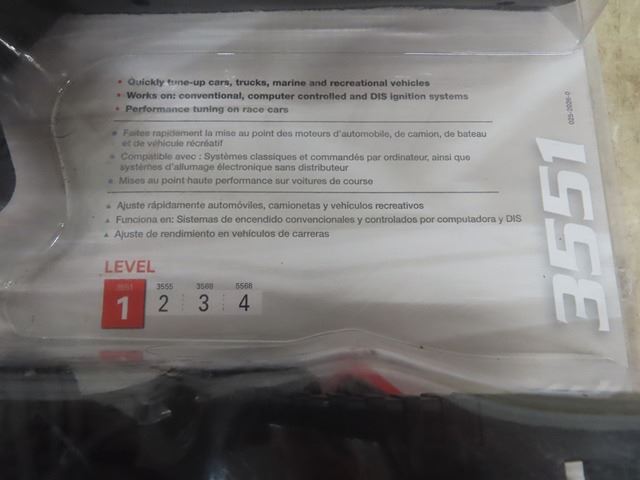 • Quickly tune-up cars, trucks, marine and recreational vehicles
• Works on: conventional, computer controlled and DIS ignition systems
• Performance tuning on race cars
• Faites rapidement la mise au point des moteurs d'automobile, de camion, de bateau
et de véhicule récréatif
• Compatible avec : Systèmes classiques et commandés par ordinateur, ainsi que
systèmes d'allumage électronique sans distributeur
• Mises au point haute performance sur voitures de course
▲ Ajuste rápidamente automóviles, camionetas y vehículos recreativos
▲ Funciona en: Sistemas de encendido convencionales y controlados por computadora y DIS
▲ Ajuste de rendimiento en vehículos de carreras
LEVEL
3551 3555 3568 5568
1 2 3 4
3551